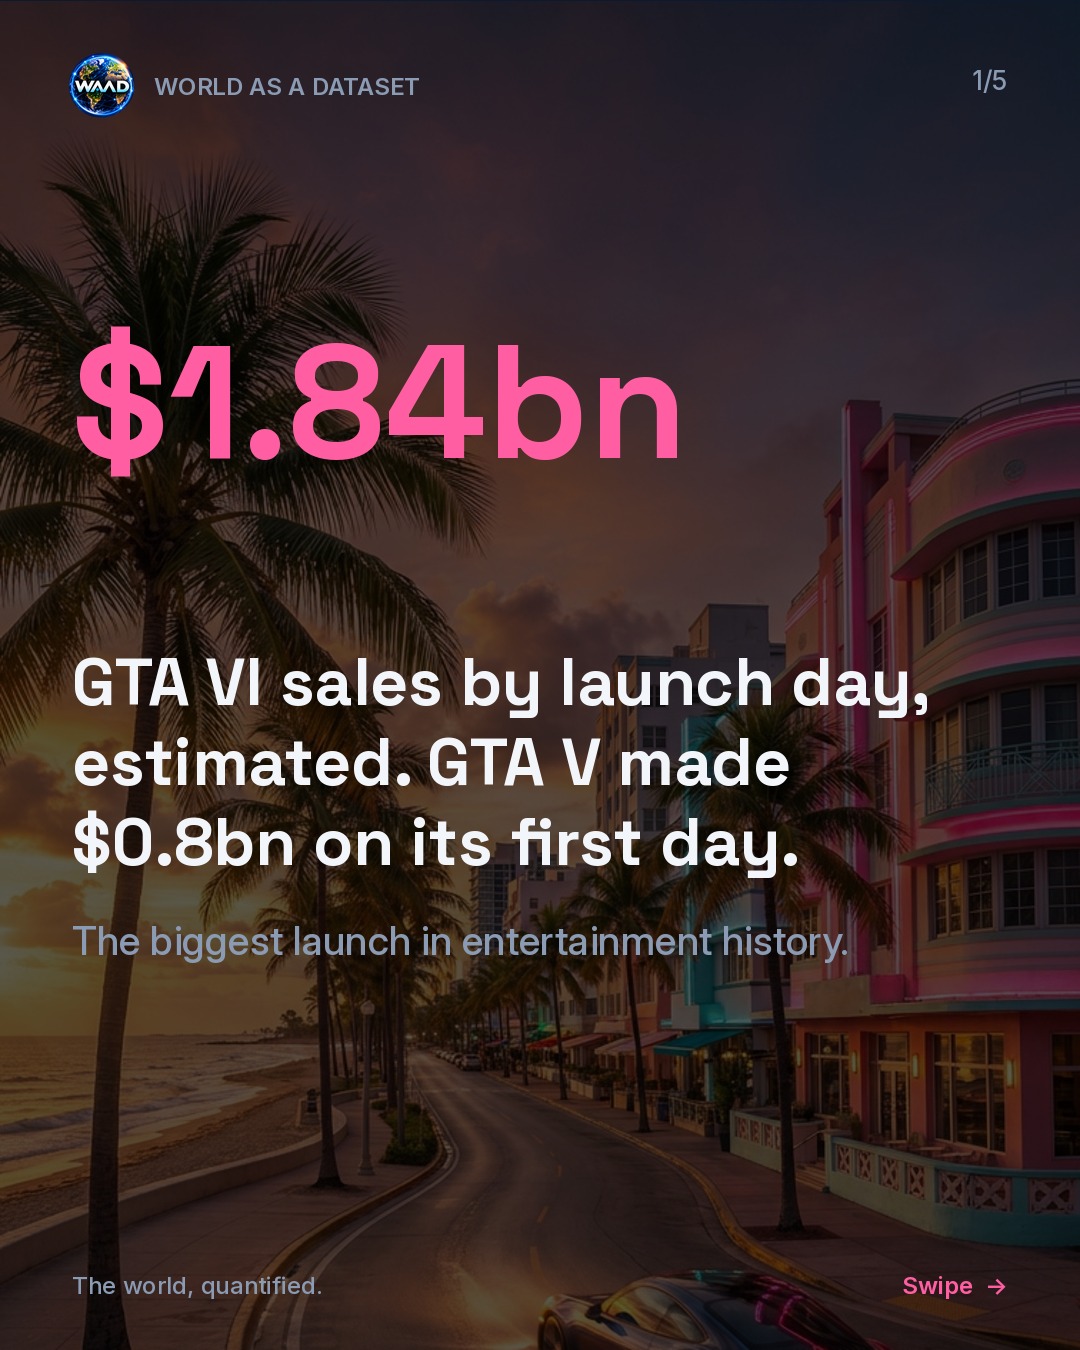 WAAD
WORLD AS A DATASET
1/5
$1.84bn
GTA VI sales by launch day,
estimated. GTA V made
$0.8bn on its first day.
The biggest launch in entertainment history.
The world, quantified.
Swipe →